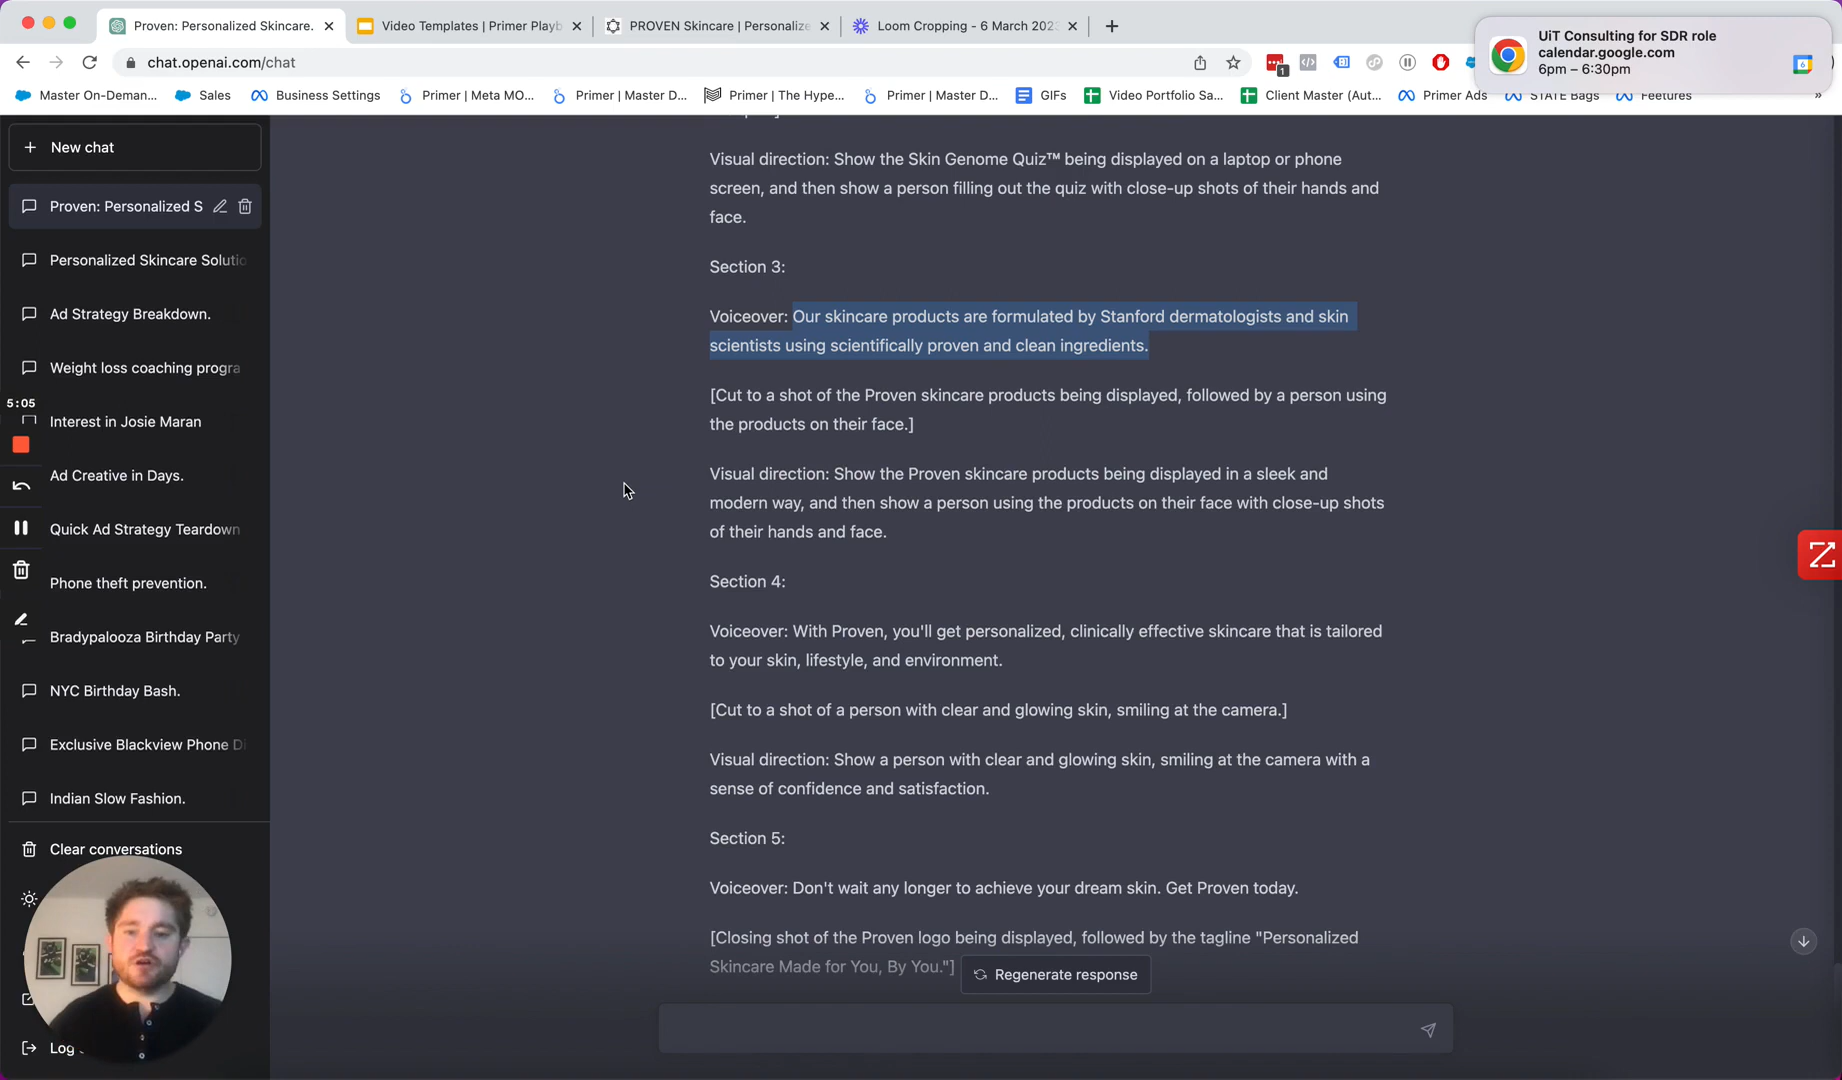 Proven: Personalized Skincare.
Video Templates | Primer Playb
PROVEN Skincare | Personalize
Loom Cropping - 6 March 2023
UiT Consulting for SDR role
calendar.google.com
6pm – 6:30pm
chat.openai.com/chat
1
Master On-Deman...
Sales
Business Settings
Primer | Meta MO...
Primer | Master D...
Primer | The Hype...
Primer | Master D...
GIFs
Video Portfolio Sa...
Client Master (Aut...
Primer Ads
STATE Bags
Feetures
»
+ New chat
Proven: Personalized S
Personalized Skincare Solutio
Ad Strategy Breakdown.
Weight loss coaching progra
5:05
Interest in Josie Maran
Ad Creative in Days.
Quick Ad Strategy Teardown
Phone theft prevention.
Bradypalooza Birthday Party
NYC Birthday Bash.
Exclusive Blackview Phone Di
Indian Slow Fashion.
Clear conversations
Log
Visual direction: Show the Skin Genome Quiz™ being displayed on a laptop or phone
screen, and then show a person filling out the quiz with close-up shots of their hands and
face.
Section 3:
Voiceover: Our skincare products are formulated by Stanford dermatologists and skin
scientists using scientifically proven and clean ingredients.
[Cut to a shot of the Proven skincare products being displayed, followed by a person using
the products on their face.]
Visual direction: Show the Proven skincare products being displayed in a sleek and
modern way, and then show a person using the products on their face with close-up shots
of their hands and face.
Section 4:
Voiceover: With Proven, you'll get personalized, clinically effective skincare that is tailored
to your skin, lifestyle, and environment.
[Cut to a shot of a person with clear and glowing skin, smiling at the camera.]
Visual direction: Show a person with clear and glowing skin, smiling at the camera with a
sense of confidence and satisfaction.
Section 5:
Voiceover: Don't wait any longer to achieve your dream skin. Get Proven today.
[Closing shot of the Proven logo being displayed, followed by the tagline "Personalized
Skincare Made for You, By You."]
Regenerate response